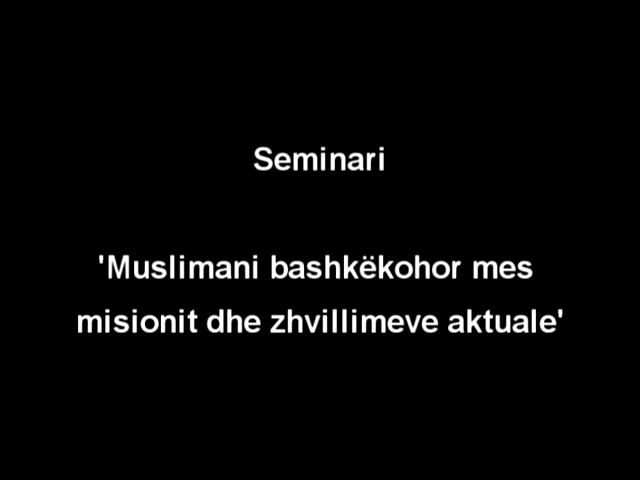 Seminari
'Muslimani bashkëkohor mes
misionit dhe zhvillimeve aktuale'